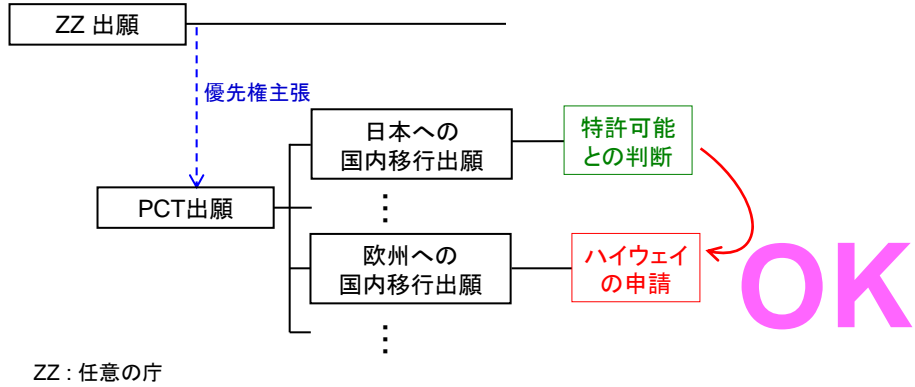 ZZ 出願
優先権主張
日本への
国内移行出願
特許可能
との判断
PCT出願
欧州への
国内移行出願
ハイウェイ
の申請
OK
ZZ : 任意の庁